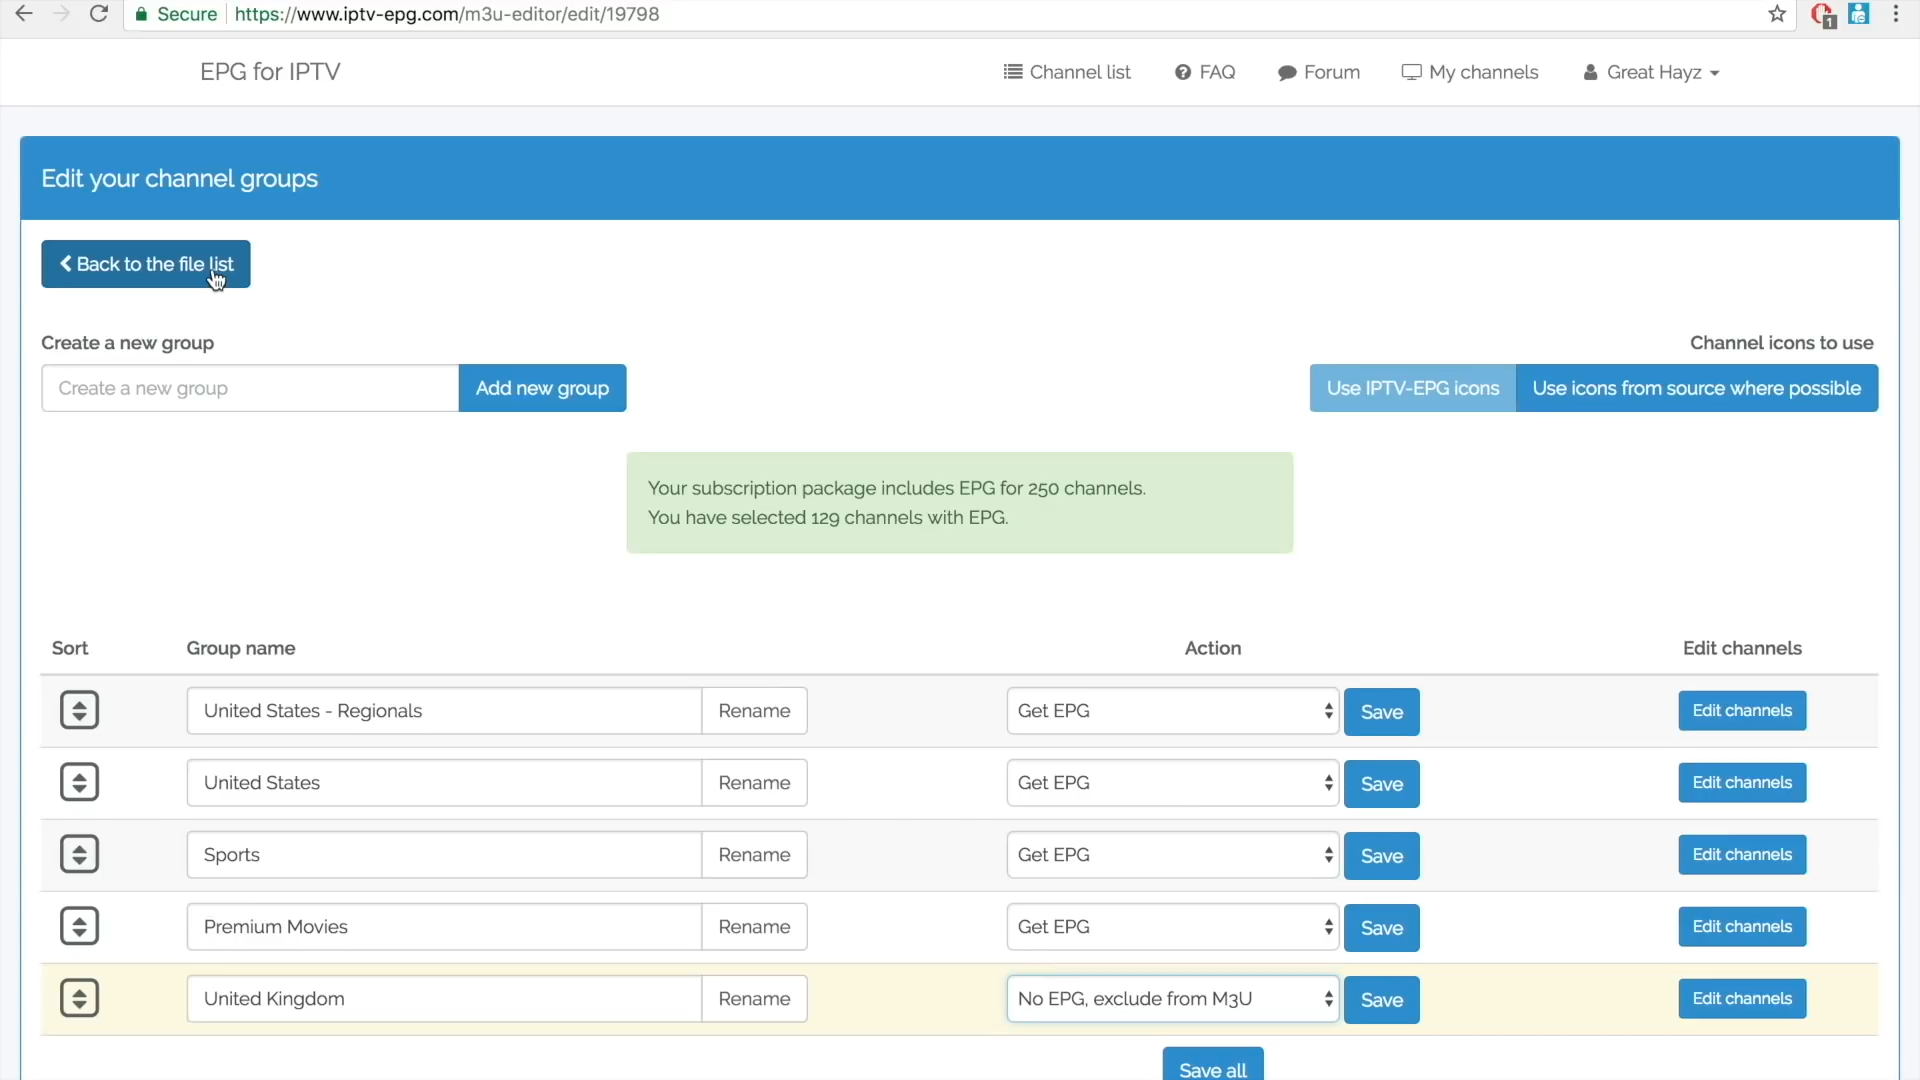 Secure https://www.iptv-epg.com/m3u-editor/edit/19798
1
EPG for IPTV
Channel list
FAQ
Forum
My channels
Great Hayz
Edit your channel groups
Back to the file list
Create a new group
Channel icons to use
Create a new group
Add new group
Use IPTV-EPG icons
Use icons from source where possible
Your subscription package includes EPG for 250 channels.
You have selected 129 channels with EPG.
Sort Group name Action Edit channels
United States - Regionals Rename Get EPG Save Edit channels
United States Rename Get EPG Save Edit channels
Sports Rename Get EPG Save Edit channels
Premium Movies Rename Get EPG Save Edit channels
United Kingdom Rename No EPG, exclude from M3U Save Edit channels
Save all